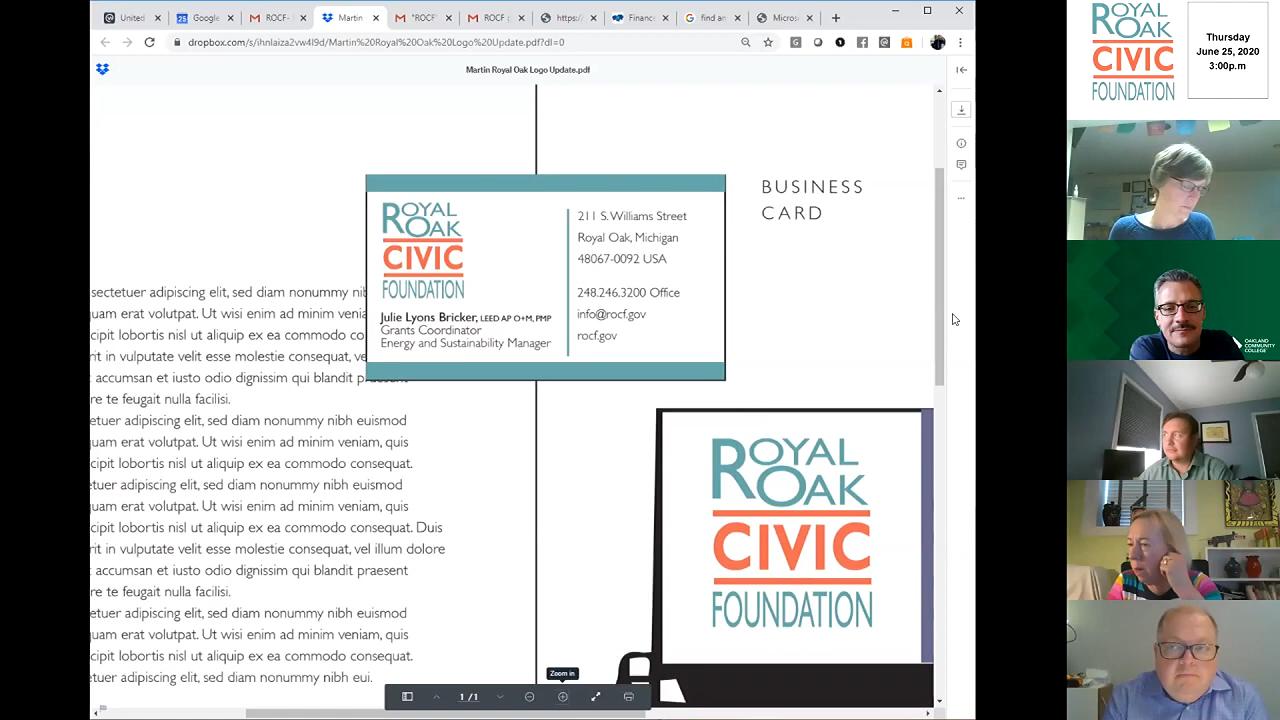 United
Google
ROCF-
Martin
"ROCF
ROCF g
https:/
Finance
find an
Micros
dropbox.com/s/ihnlaiza2vw4l9d/Martin%20Royal%20Oak%20Logo%20Update.pdf?dl=0
Martin Royal Oak Logo Update.pdf
BUSINESS
CARD
ROYAL
OAK
CIVIC
FOUNDATION
Julie Lyons Bricker, LEED AP O+M, PMP
Grants Coordinator
Energy and Sustainability Manager
211 S. Williams Street
Royal Oak, Michigan
48067-0092 USA
248.246.3200 Office
info@rocf.gov
rocf.gov
sectetuer adipiscing elit, sed diam nonummy nib
quam erat volutpat. Ut wisi enim ad minim venia
cipit lobortis nisl ut aliquip ex ea commodo co
it in vulputate velit esse molestie consequat, ve
t accumsan et iusto odio dignissim qui blandit praesent
re te feugait nulla facilisi.
etuer adipiscing elit, sed diam nonummy nibh euismod
quam erat volutpat. Ut wisi enim ad minim veniam, quis
cipit lobortis nisl ut aliquip ex ea commodo consequat.
etuer adipiscing elit, sed diam nonummy nibh euismod
quam erat volutpat. Ut wisi enim ad minim veniam, quis
cipit lobortis nisl ut aliquip ex ea commodo consequat. Duis
rit in vulputate velit esse molestie consequat, vel illum dolore
t accumsan et iusto odio dignissim qui blandit praesent
re te feugait nulla facilisi.
etuer adipiscing elit, sed diam nonummy nibh euismod
quam erat volutpat. Ut wisi enim ad minim veniam, quis
cipit lobortis nisl ut aliquip ex ea commodo consequat.
etuer adipiscing elit, sed diam nonummy nibh eui.
ROYAL
OAK
CIVIC
FOUNDATION
Zoom in
1/1
ROYAL
OAK
CIVIC
FOUNDATION
Thursday
June 25, 2020
3:00p.m
OAKLAND
COMMUNITY
COLLEGE